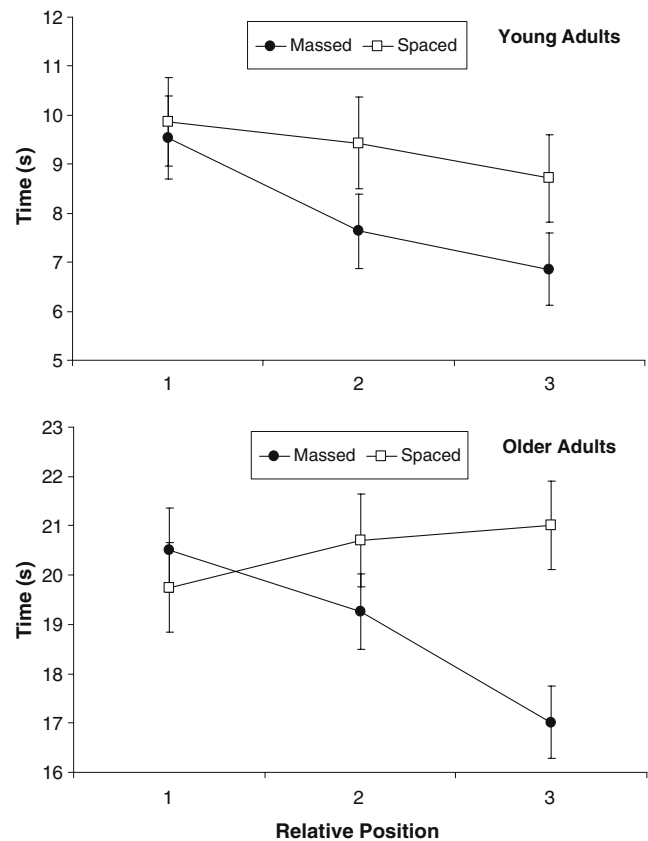 12
Massed Spaced
Young Adults
11
10
9
8
7
6
5
Time (s)
1 2 3
23
Massed Spaced
Older Adults
22
21
20
19
18
17
16
Time (s)
1 2 3
Relative Position